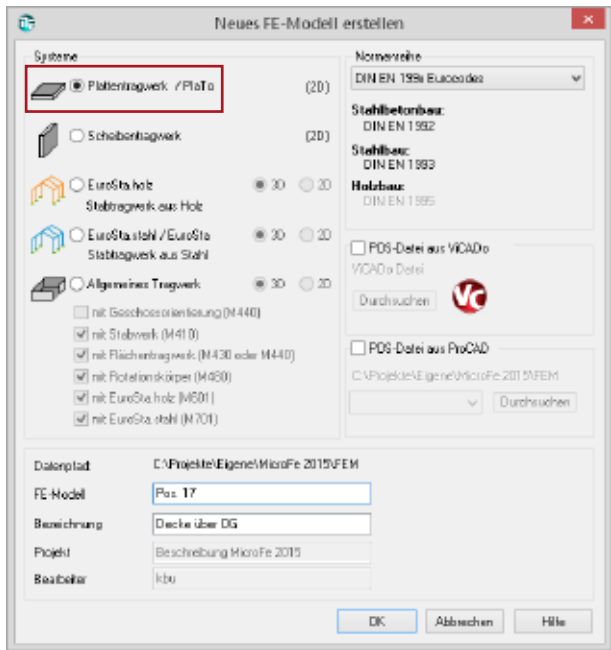 Neues FE-Modell erstellen
Systeme
Plattentragwerk / PlaTo (2D)
Scheibentragwerk (2D)
EuroSta.holz 3D 2D
Stabtragwerk aus Holz
EuroSta.stahl / EuroSta 3D 2D
Stabtragwerk aus Stahl
Allgemeines Tragwerk 3D 2D
mit Geschossorientierung (M440)
mit Stabwerk (M410)
mit Flächentragwerk (M430 oder M440)
mit Rotationskörper (M480)
mit EuroSta.holz (M601)
mit EuroSta.stahl (M701)
Normenreihe
DIN EN 199x Eurocodes
Stahlbetonbau:
DIN EN 1992
Stahlbau:
DIN EN 1993
Holzbau:
DIN EN 1995
PDS-Datei aus ViCADo
ViCADo Datei
Durchsuchen
Vc
PDS-Datei aus ProCAD
C:\Projekte\Eigene\MicroFe 2015\FEM
Durchsuchen
Datenpfad: C:\Projekte\Eigene\MicroFe 2015\FEM
FE-Modell Pos. 17
Bezeichnung Decke über DG
Projekt Beschreibung MicroFe 2015
Bearbeiter kbu
OK Abbrechen Hilfe